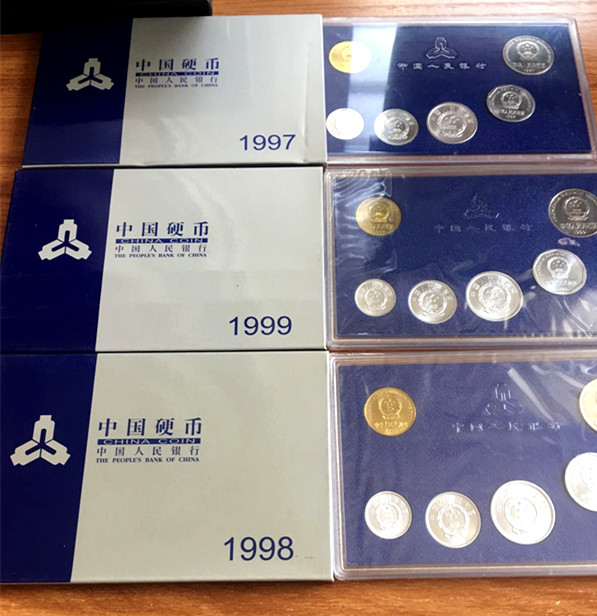 中国硬币
CHINA COIN
中国人民银行
THE PEOPLE'S BANK OF CHINA
1997
中国人民银行
中国硬币
CHINA COIN
中国人民银行
THE PEOPLE'S BANK OF CHINA
1999
中国人民银行
中国硬币
CHINA COIN
中国人民银行
THE PEOPLE'S BANK OF CHINA
1998
中国人民银行